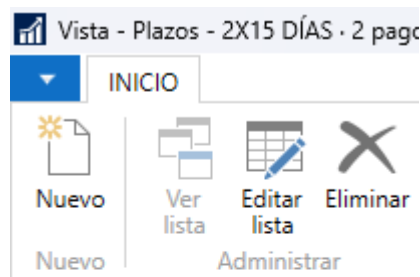 Vista - Plazos - 2X15 DÍAS · 2 pago
INICIO
Nuevo
Ver lista
Editar lista
Eliminar
Nuevo
Administrar